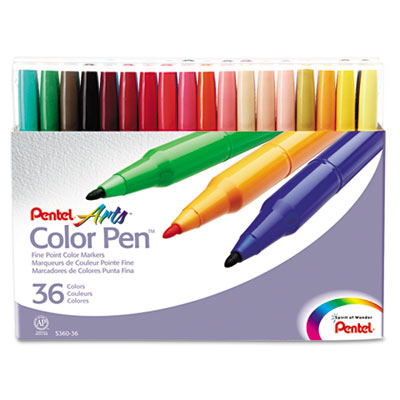 Pentel Arts
Color Pen™
Fine Point Color Markers
Marqueurs de Couleur Pointe Fine
Marcadores de Colores Punta Fina
36 Colors
Couleurs
Colores
AP
S360-36
Spirit of Wonder
Pentel